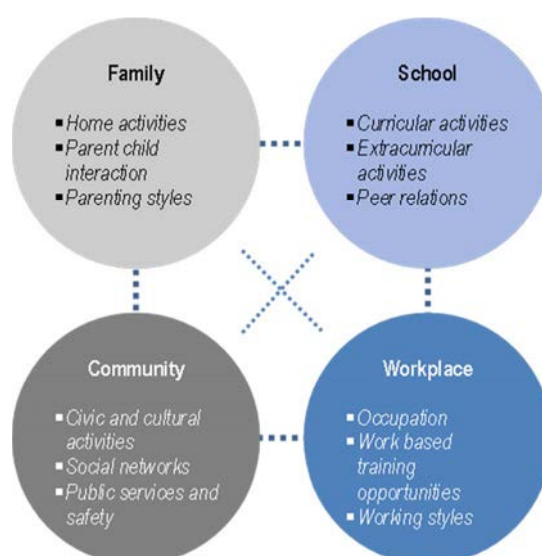 Family
▪Home activities
▪Parent child
interaction
▪Parenting styles
School
▪Curricular activities
▪Extracurricular
activities
▪Peer relations
Community
▪Civic and cultural
activities
▪Social networks
▪Public services and
safety
Workplace
▪Occupation
▪Work based
training
opportunities
▪Working styles